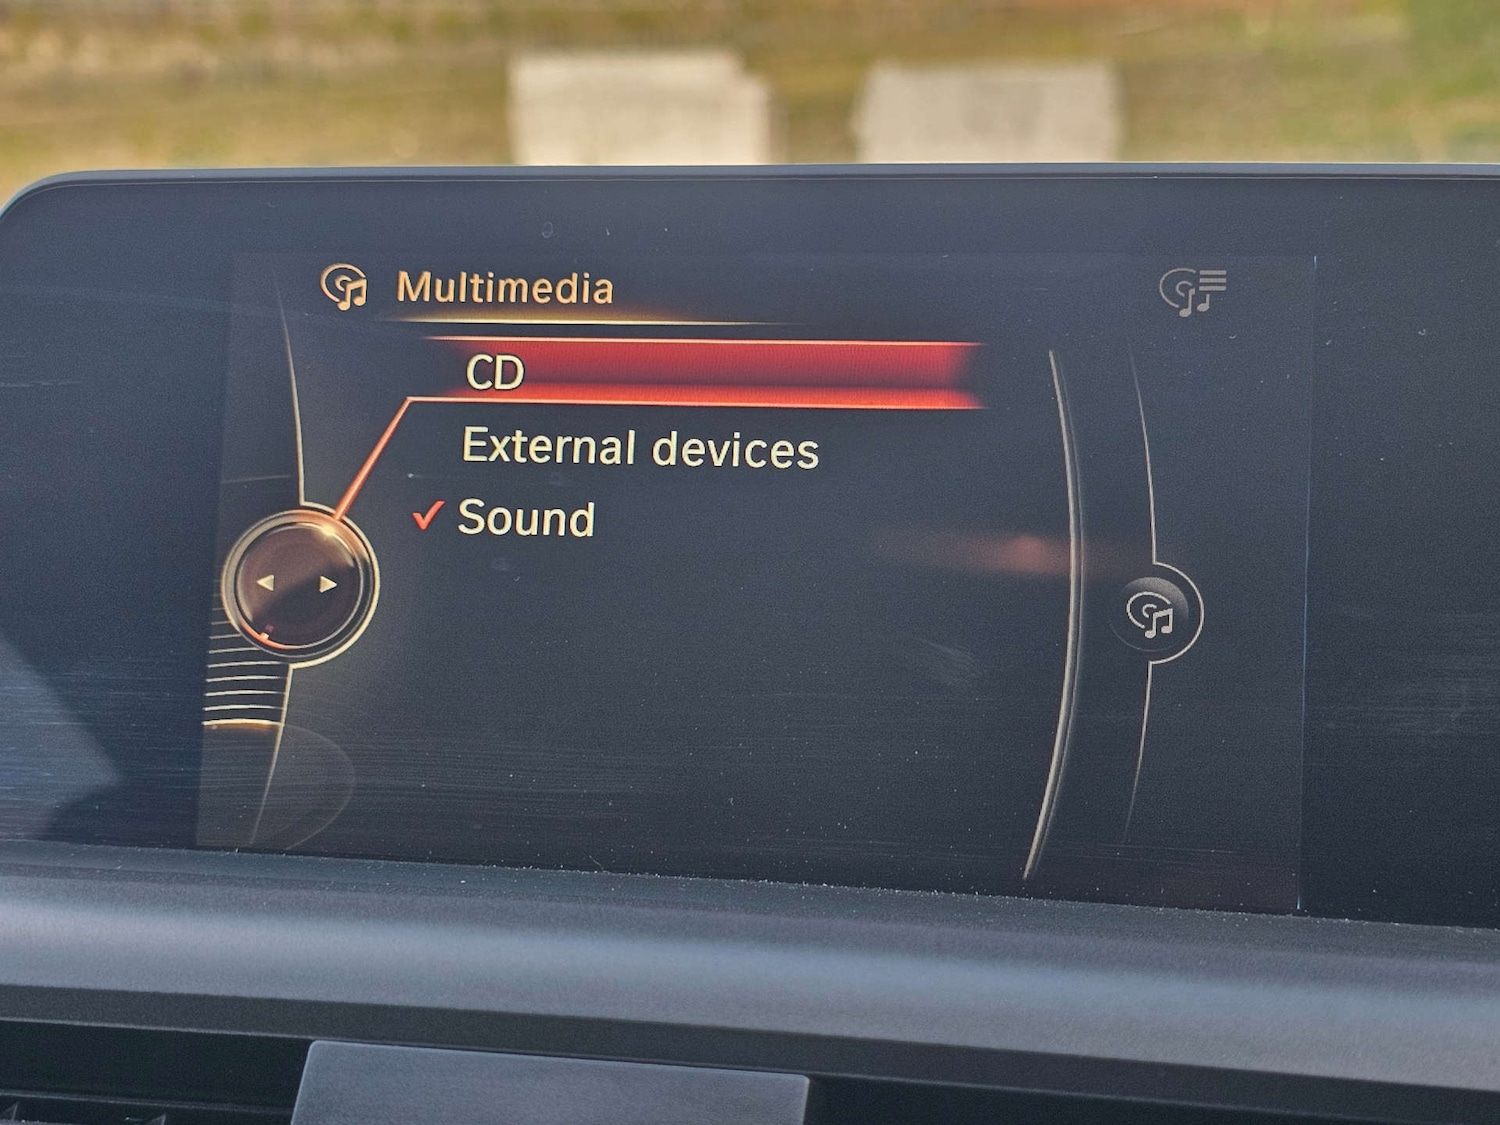 Multimedia
CD
External devices
Sound